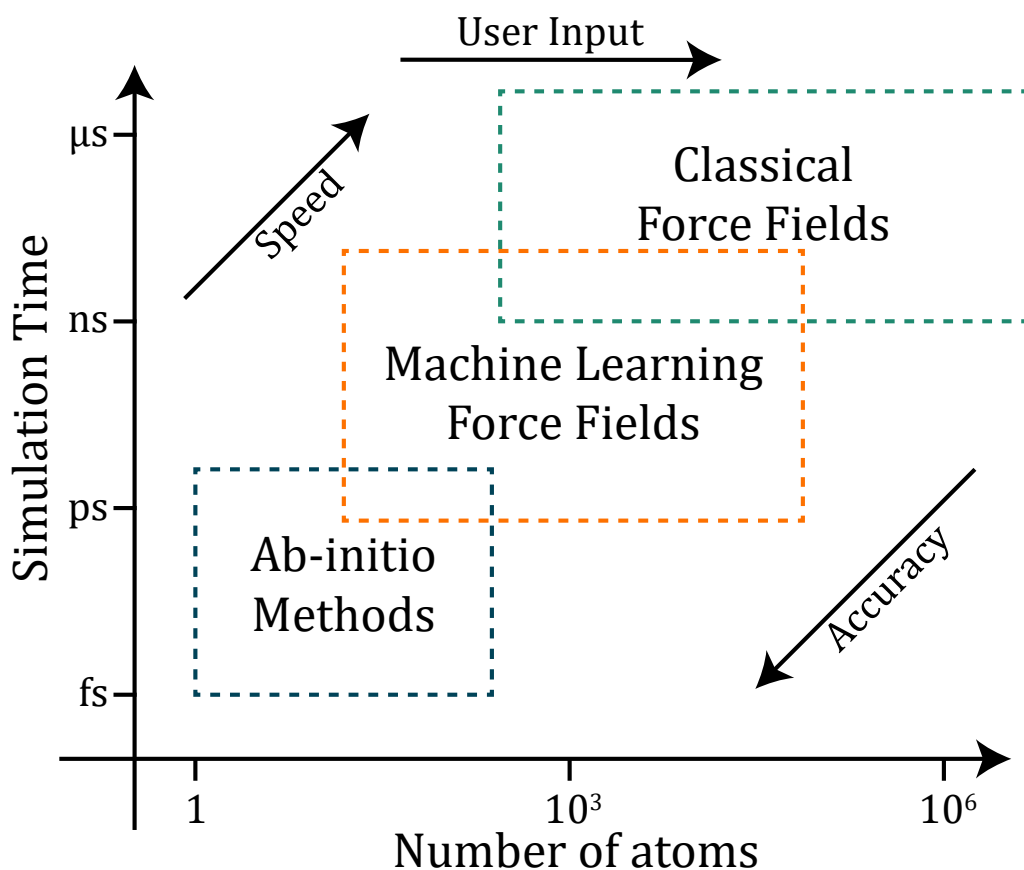 User Input
Speed
Classical
Force Fields
Machine Learning
Force Fields
Ab-initio
Methods
Accuracy
Simulation Time
μs
ns
ps
fs
1
10³
10⁶
Number of atoms